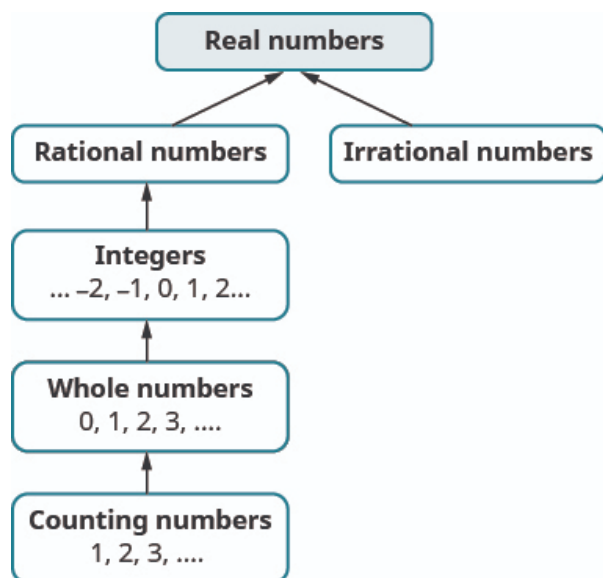 Real numbers
Rational numbers
Irrational numbers
Integers
... –2, –1, 0, 1, 2...
Whole numbers
0, 1, 2, 3, ....
Counting numbers
1, 2, 3, ....